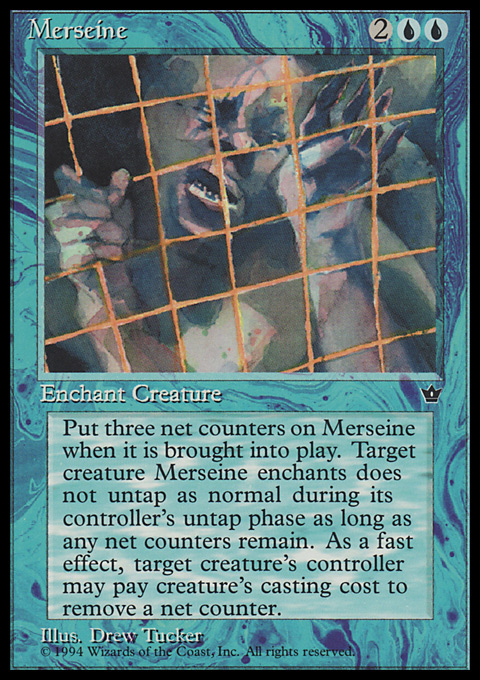 Merseine 2
Enchant Creature
Put three net counters on Merseine
when it is brought into play. Target
creature Merseine enchants does
not untap as normal during its
controller's untap phase as long as
any net counters remain. As a fast
effect, target creature's controller
may pay creature's casting cost to
remove a net counter.
Illus. Drew Tucker
© 1994 Wizards of the Coast, Inc. All rights reserved.